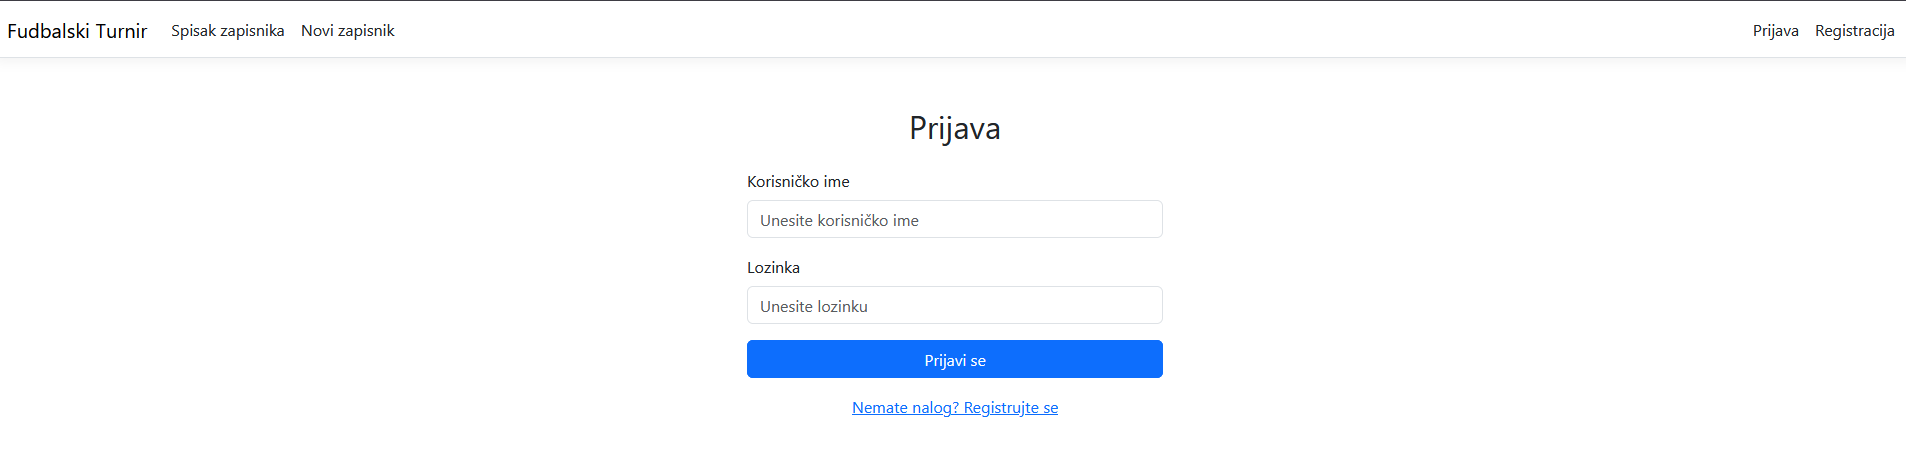 Fudbalski Turnir Spisak zapisnika Novi zapisnik Prijava Registracija
Prijava
Korisničko ime
Unesite korisničko ime
Lozinka
Unesite lozinku
Prijavi se
Nemate nalog? Registrujte se